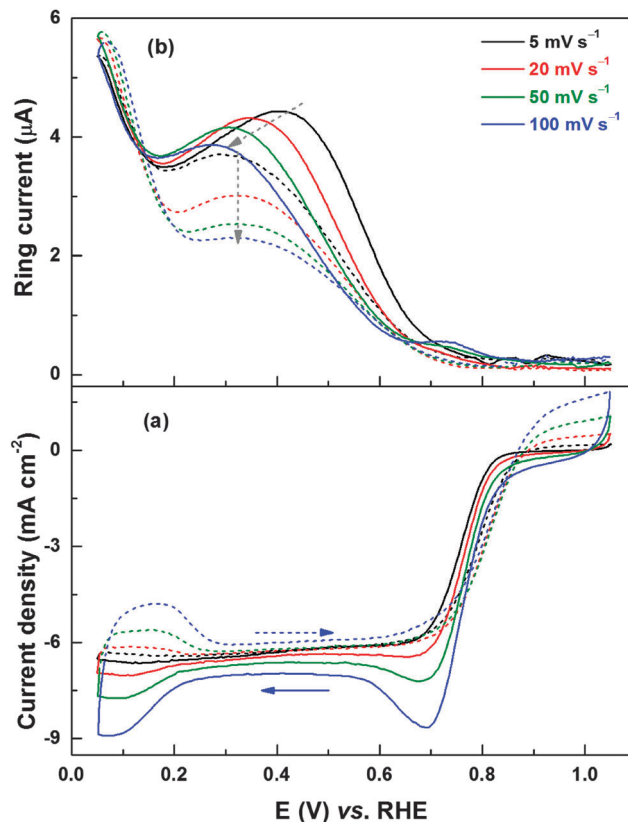 (b)
5 mV s⁻¹
20 mV s⁻¹
50 mV s⁻¹
100 mV s⁻¹
Ring current (μA)
6
4
2
0
(a)
Current density (mA cm⁻²)
0
-3
-6
-9
0.0 0.2 0.4 0.6 0.8 1.0
E (V) vs. RHE